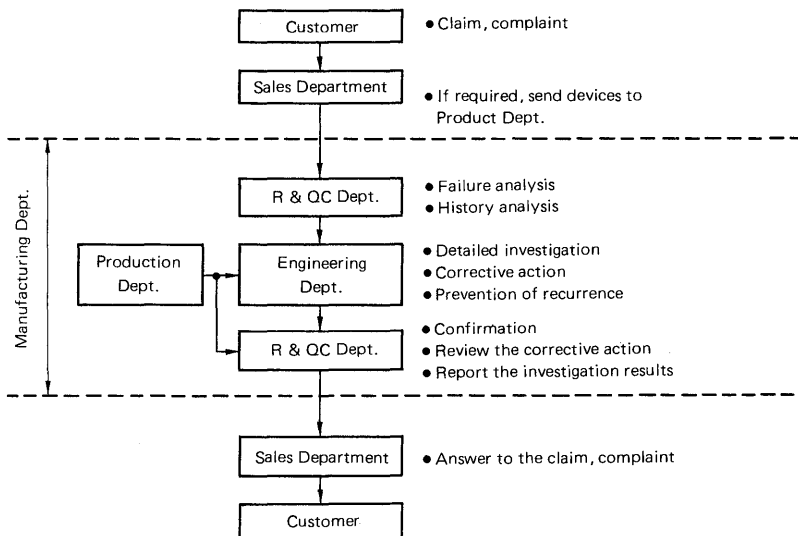 Customer
• Claim, complaint
Sales Department
• If required, send devices to
Product Dept.
Manufacturing Dept.
R & QC Dept.
• Failure analysis
• History analysis
Production
Dept.
Engineering
Dept.
• Detailed investigation
• Corrective action
• Prevention of recurrence
R & QC Dept.
• Confirmation
• Review the corrective action
• Report the investigation results
Sales Department
• Answer to the claim, complaint
Customer